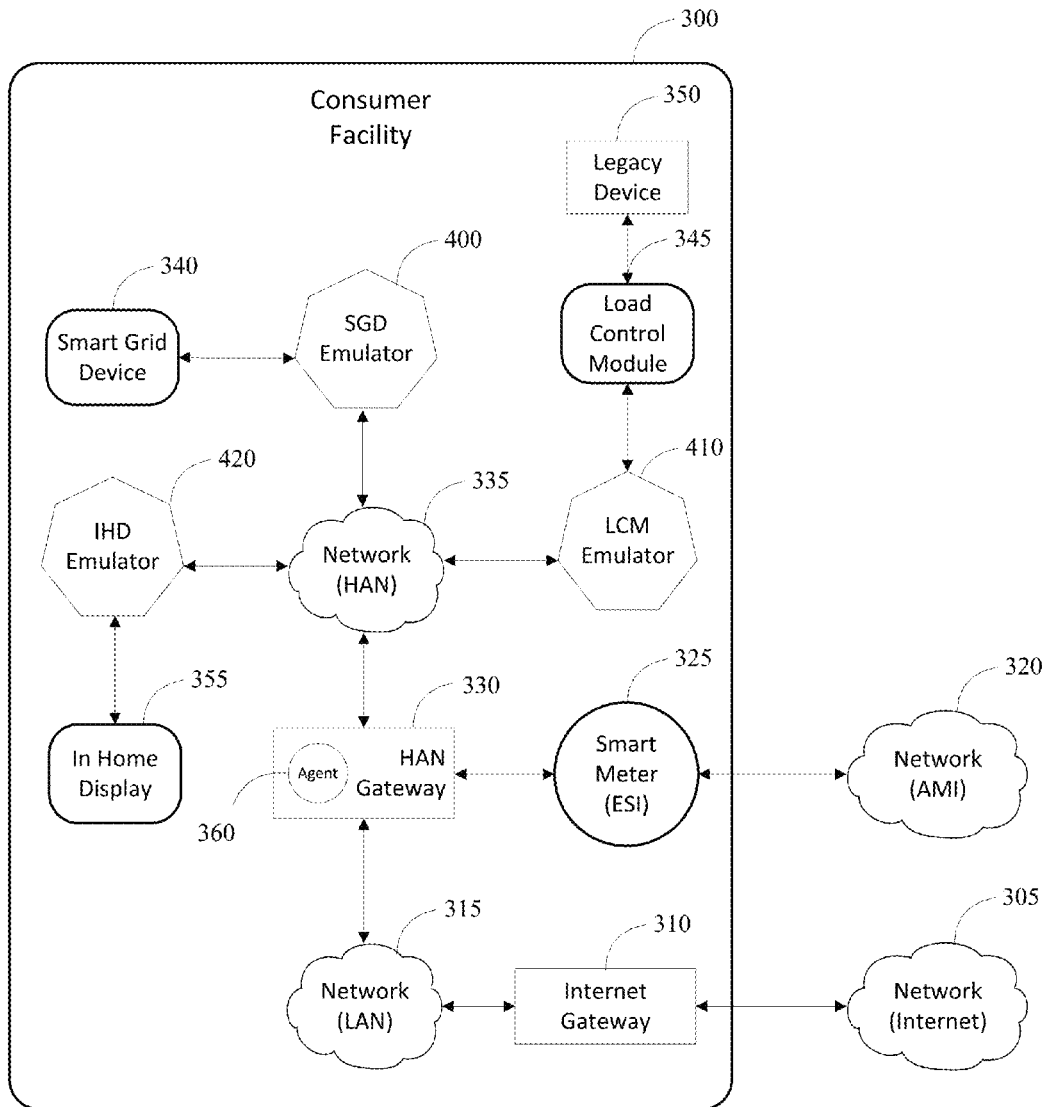 300
Consumer
Facility
350
Legacy
Device
345
Load
Control
Module
340
Smart Grid
Device
400
SGD
Emulator
410
LCM
Emulator
420
IHD
Emulator
335
Network
(HAN)
355
In Home
Display
330
Agent
HAN
Gateway
360
325
Smart
Meter
(ESI)
320
Network
(AMI)
315
Network
(LAN)
310
Internet
Gateway
305
Network
(Internet)